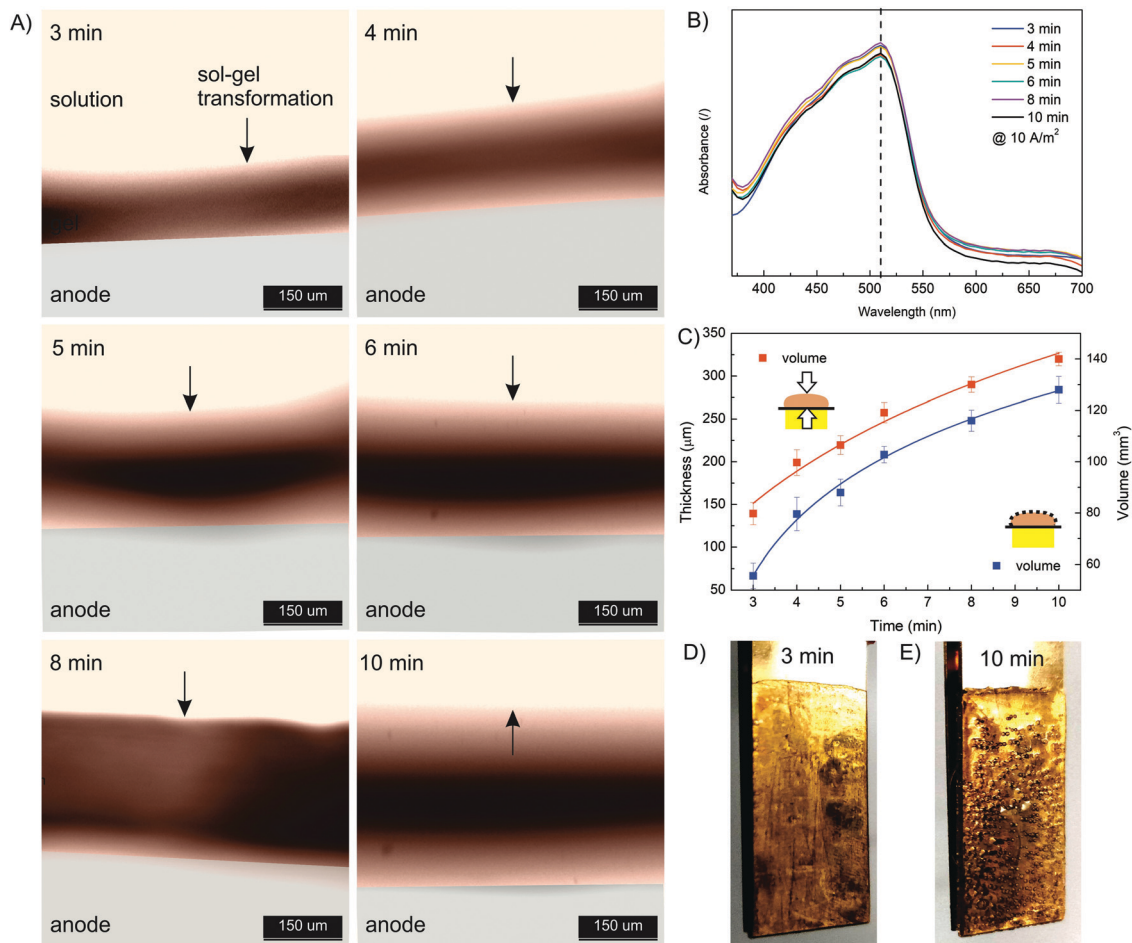 A)
3 min
solution
sol-gel
transformation
anode
150 um
4 min
anode
150 um
5 min
anode
150 um
6 min
anode
150 um
8 min
anode
150 um
10 min
anode
150 um
B)
Absorbance (/)
3 min
4 min
5 min
6 min
8 min
10 min
@ 10 A/m²
400 450 500 550 600 650 700
Wavelength (nm)
C)
Thickness (μm)
350
300
250
200
150
100
50
volume
volume
140
120
100
80
60
Volume (mm³)
3 4 5 6 7 8 9 10
Time (min)
D)
3 min
E)
10 min